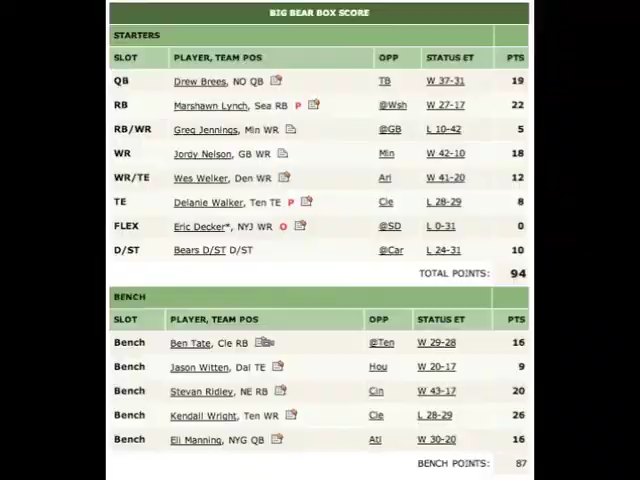 BIG BEAR BOX SCORE
STARTERS
SLOT PLAYER, TEAM POS OPP STATUS ET PTS
QB Drew Brees, NO QB TB W 37-31 19
RB Marshawn Lynch, Sea RB P @Wsh W 27-17 22
RB/WR Greg Jennings, Min WR @GB L 10-42 5
WR Jordy Nelson, GB WR Min W 42-10 18
WR/TE Wes Welker, Den WR Ari W 41-20 12
TE Delanie Walker, Ten TE P Cle L 28-29 8
FLEX Eric Decker*, NYJ WR O @SD L 0-31 0
D/ST Bears D/ST D/ST @Car L 24-31 10
TOTAL POINTS: 94
BENCH
SLOT PLAYER, TEAM POS OPP STATUS ET PTS
Bench Ben Tate, Cle RB @Ten W 29-28 16
Bench Jason Witten, Dal TE Hou W 20-17 9
Bench Stevan Ridley, NE RB Cin W 43-17 20
Bench Kendall Wright, Ten WR Cle L 28-29 26
Bench Eli Manning, NYG QB Atl W 30-20 16
BENCH POINTS: 87